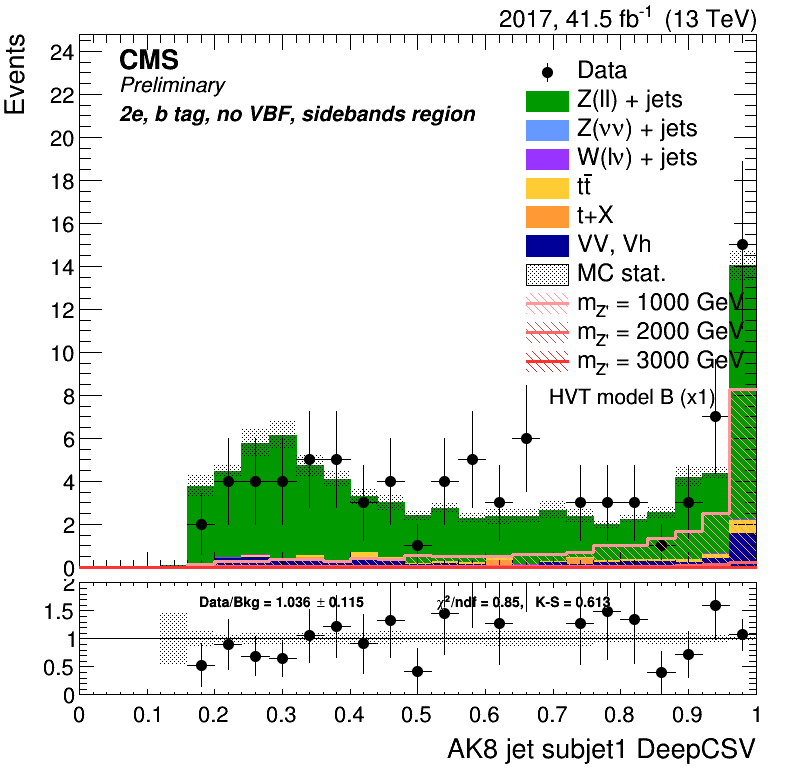 2017, 41.5 fb⁻¹ (13 TeV)
Events
CMS
Preliminary
2e, b tag, no VBF, sidebands region
Data
Z(ll) + jets
Z(νν) + jets
W(lν) + jets
tt̄
t+X
VV, Vh
MC stat.
m_Z' = 1000 GeV
m_Z' = 2000 GeV
m_Z' = 3000 GeV
HVT model B (x1)
24
22
20
18
16
14
12
10
8
6
4
2
0
Data/Bkg = 1.036 ± 0.115
χ²/ndf = 0.85, K-S = 0.613
2
1.5
1
0.5
0
0 0.1 0.2 0.3 0.4 0.5 0.6 0.7 0.8 0.9 1
AK8 jet subjet1 DeepCSV